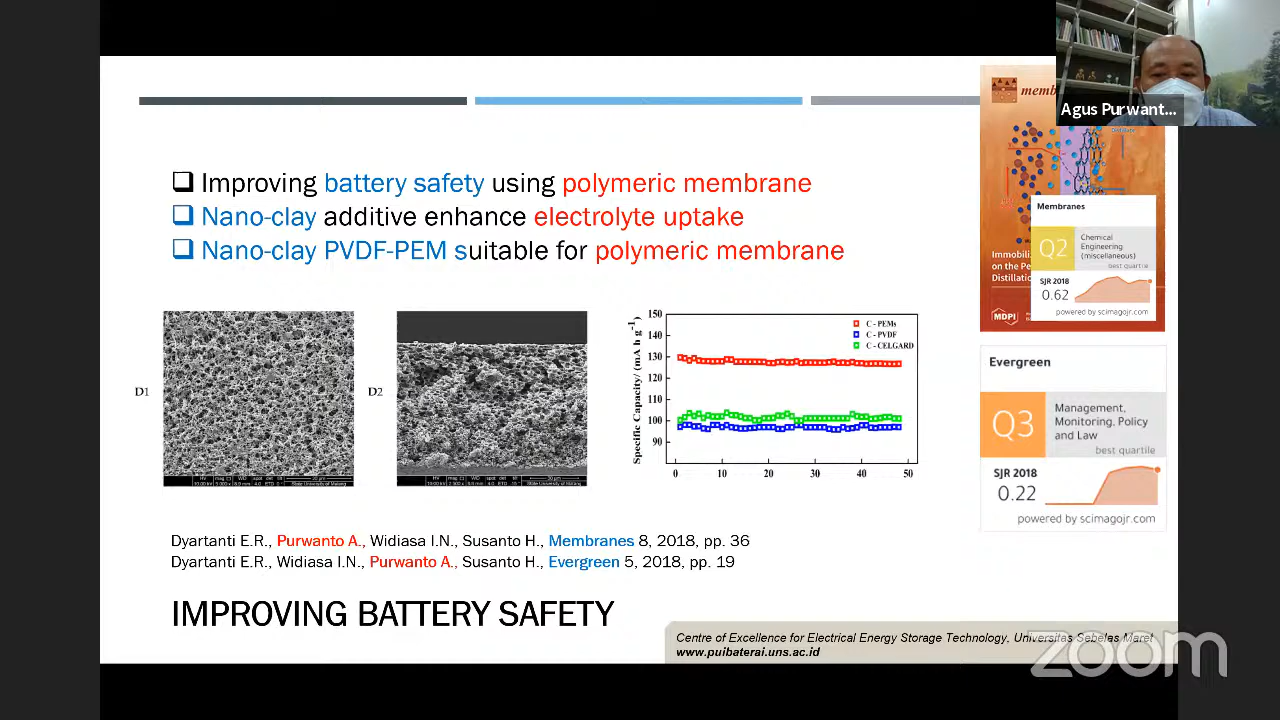 Agus Purwant...
Improving battery safety using polymeric membrane
Nano-clay additive enhance electrolyte uptake
Nano-clay PVDF-PEM suitable for polymeric membrane
Membranes
Q2
Chemical
Engineering
(miscellaneous)
best quartile
SJR 2018
0.62
powered by scimagojr.com
MDPI
Evergreen
Q3
Management,
Monitoring, Policy
and Law
best quartile
SJR 2018
0.22
powered by scimagojr.com
D1
D2
Specific Capacity/ (mA h g-1)
150
140
130
120
110
100
90
0
10
20
30
40
50
C - PEMs
C - PVDF
C - CELGARD
Dyartanti E.R., Purwanto A., Widiasa I.N., Susanto H., Membranes 8, 2018, pp. 36
Dyartanti E.R., Widiasa I.N., Purwanto A., Susanto H., Evergreen 5, 2018, pp. 19
IMPROVING BATTERY SAFETY
Centre of Excellence for Electrical Energy Storage Technology, Universitas Sebelas Maret
www.puibaterai.uns.ac.id
zoom